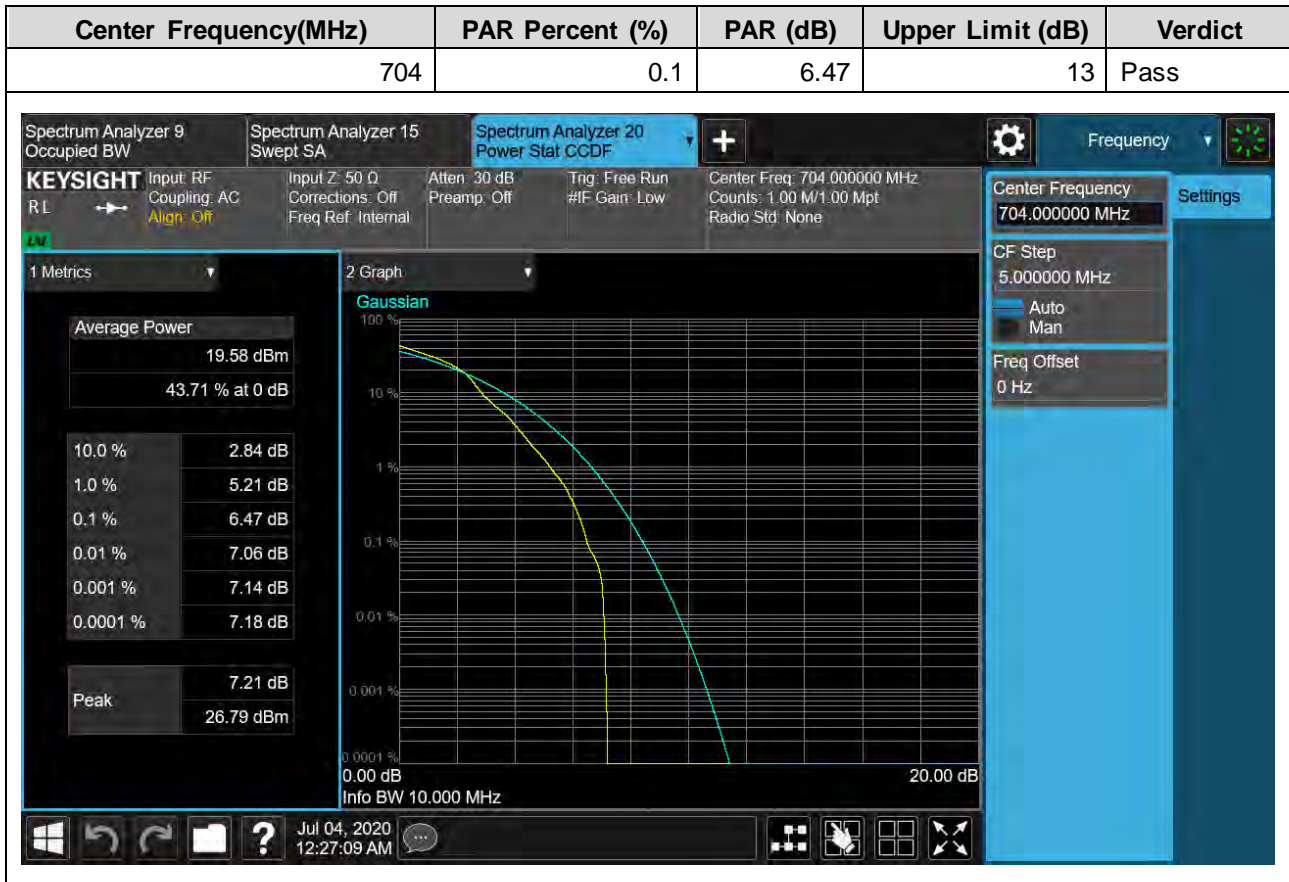 Center Frequency(MHz) PAR Percent (%) PAR (dB) Upper Limit (dB) Verdict
704 0.1 6.47 13 Pass
Spectrum Analyzer 9 Spectrum Analyzer 15 Spectrum Analyzer 20
Occupied BW Swept SA Power Stat CCDF
Frequency
KEYSIGHT Input: RF Input Z: 50 Ω Atten: 30 dB Trig: Free Run Center Freq: 704.000000 MHz
RL Coupling: AC Corrections: Off Preamp: Off #IF Gain: Low Counts: 1.00 M/1.00 Mpt
Align: Off Freq Ref: Internal Radio Std: None
LNI
Center Frequency
704.000000 MHz
Settings
CF Step
5.000000 MHz
Auto
Man
Freq Offset
0 Hz
1 Metrics
Average Power
19.58 dBm
43.71 % at 0 dB
10.0 % 2.84 dB
1.0 % 5.21 dB
0.1 % 6.47 dB
0.01 % 7.06 dB
0.001 % 7.14 dB
0.0001 % 7.18 dB
Peak 7.21 dB
26.79 dBm
2 Graph
Gaussian
100 %
10 %
1 %
0.1 %
0.01 %
0.001 %
0.0001 %
0.00 dB 20.00 dB
Info BW 10.000 MHz
? Jul 04, 2020
12:27:09 AM